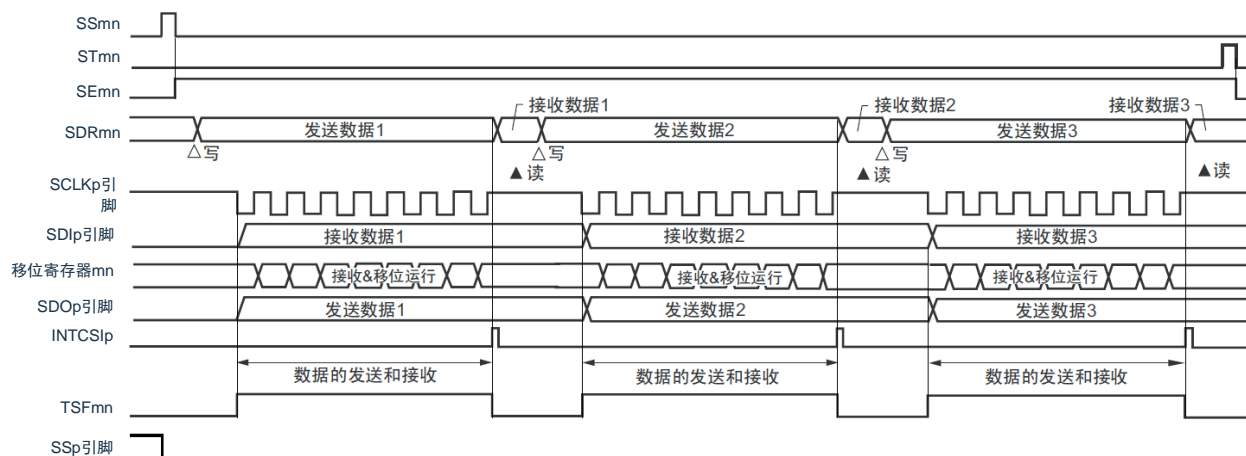 SSmn
STmn
SEmn
接收数据1 接收数据2 接收数据3
SDRmn 发送数据1 发送数据2 发送数据3
△写 △写 △写
▲读 ▲读 ▲读
SCLKp引
脚
SDIp引脚 接收数据1 接收数据2 接收数据3
移位寄存器mn 接收&移位运行 接收&移位运行 接收&移位运行
SDOp引脚 发送数据1 发送数据2 发送数据3
INTCSIp
数据的发送和接收 数据的发送和接收 数据的发送和接收
TSFmn
SSp引脚